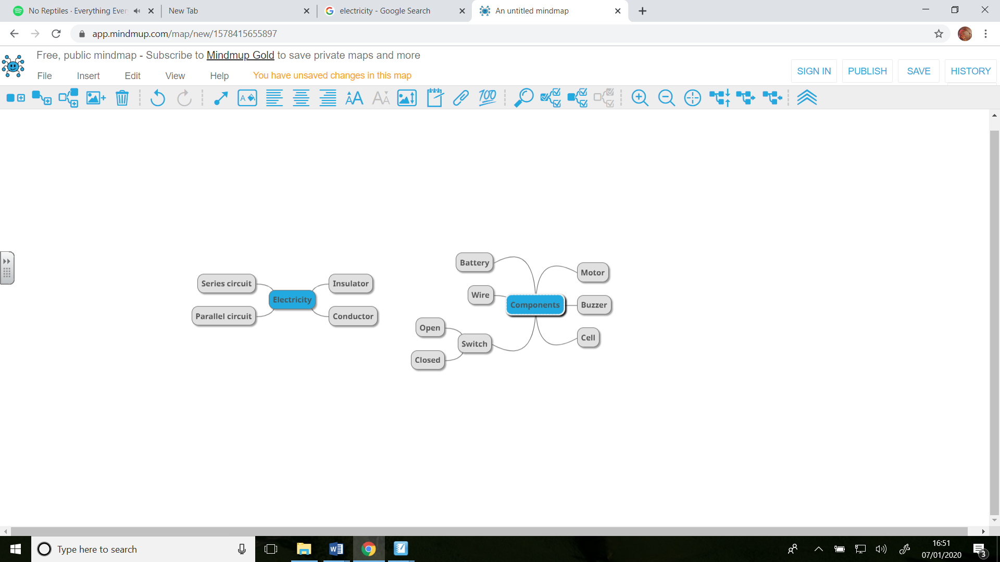 No Reptiles · Everything Ever
New Tab
electricity - Google Search
An untitled mindmap
app.mindmup.com/map/new/1578415655897
Free, public mindmap - Subscribe to Mindmup Gold to save private maps and more
File Insert Edit View Help You have unsaved changes in this map
SIGN IN PUBLISH SAVE HISTORY
A AA AA 100
Series circuit
Parallel circuit
Electricity
Insulator
Conductor
Battery
Wire
Open
Switch
Closed
Components
Motor
Buzzer
Cell
Type here to search
16:51
07/01/2020
3